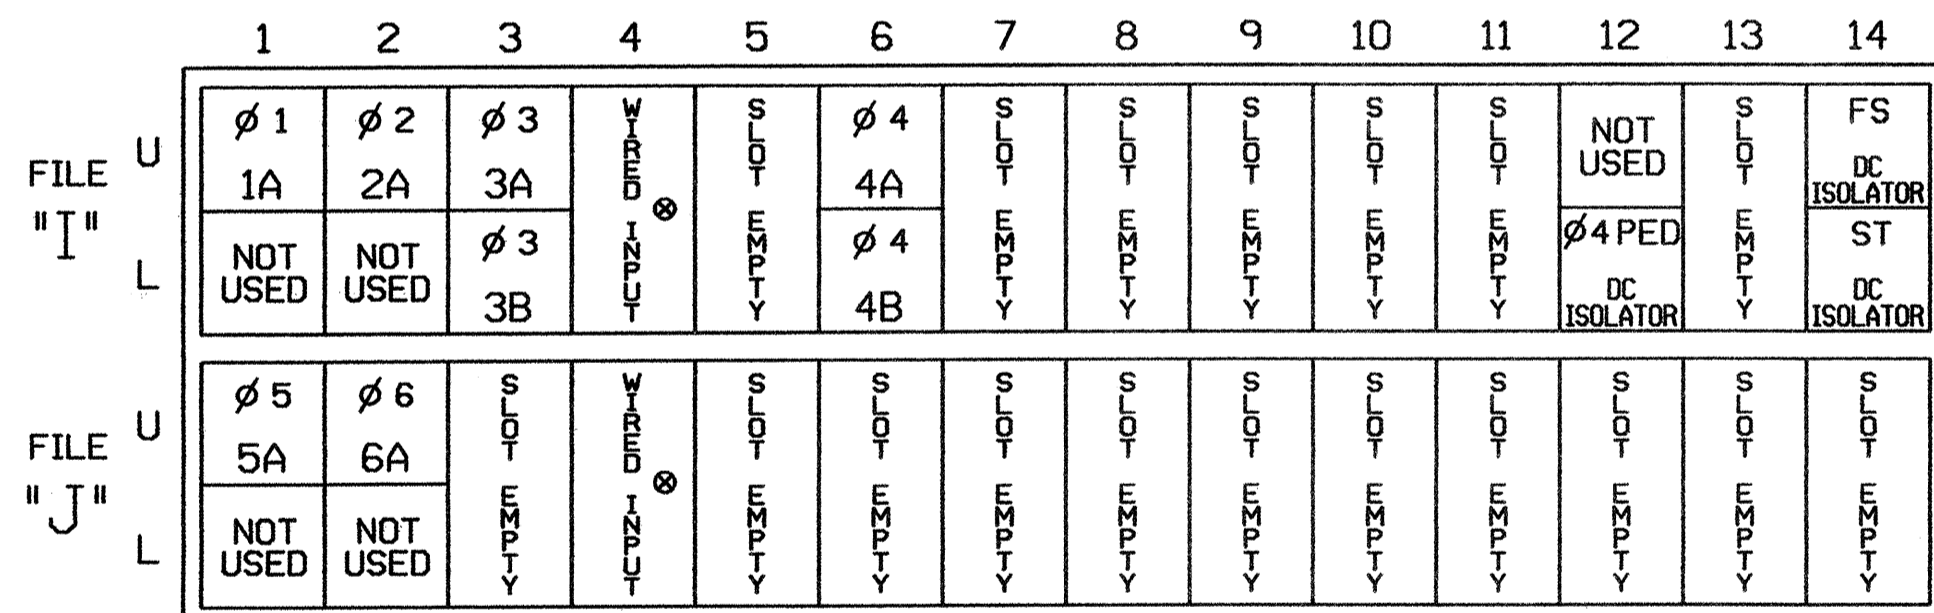 1 2 3 4 5 6 7 8 9 10 11 12 13 14
FILE "I"
U
L
Ø 1
1A
NOT
USED
Ø 2
2A
NOT
USED
Ø 3
3A
Ø 3
3B
WIRED INPUT
⊗
SLOT EMPTY
Ø 4
4A
Ø 4
4B
SLOT EMPTY
SLOT EMPTY
SLOT EMPTY
SLOT EMPTY
SLOT EMPTY
NOT
USED
Ø4 PED
DC
ISOLATOR
SLOT EMPTY
FS
DC
ISOLATOR
ST
DC
ISOLATOR
FILE "J"
U
L
Ø 5
5A
NOT
USED
Ø 6
6A
NOT
USED
SLOT EMPTY
WIRED INPUT
⊗
SLOT EMPTY
SLOT EMPTY
SLOT EMPTY
SLOT EMPTY
SLOT EMPTY
SLOT EMPTY
SLOT EMPTY
SLOT EMPTY
SLOT EMPTY
SLOT EMPTY